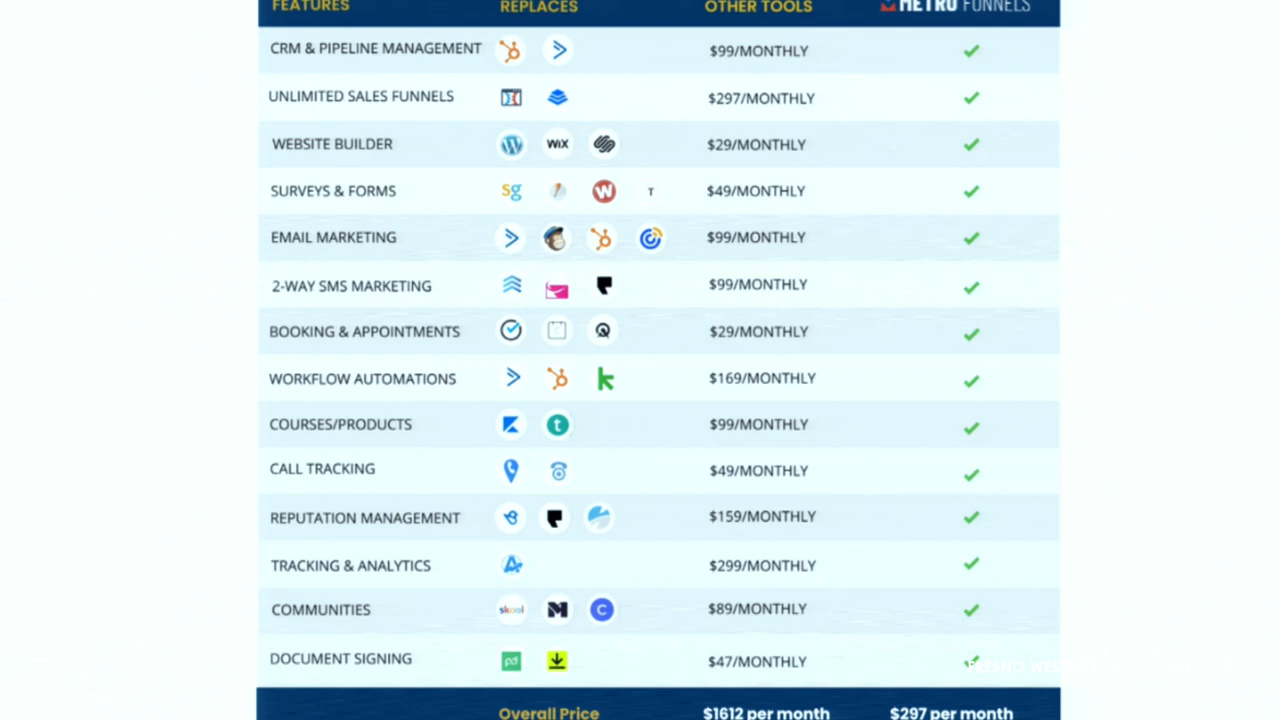 FEATURES REPLACES OTHER TOOLS METRO FUNNELS
CRM & PIPELINE MANAGEMENT $99/MONTHLY
UNLIMITED SALES FUNNELS $297/MONTHLY
WEBSITE BUILDER WiX $29/MONTHLY
SURVEYS & FORMS sg W T $49/MONTHLY
EMAIL MARKETING $99/MONTHLY
2-WAY SMS MARKETING $99/MONTHLY
BOOKING & APPOINTMENTS $29/MONTHLY
WORKFLOW AUTOMATIONS k $169/MONTHLY
COURSES/PRODUCTS t $99/MONTHLY
CALL TRACKING $49/MONTHLY
REPUTATION MANAGEMENT $159/MONTHLY
TRACKING & ANALYTICS $299/MONTHLY
COMMUNITIES skool M C $89/MONTHLY
DOCUMENT SIGNING pd $47/MONTHLY
Overall Price $1612 per month $297 per month